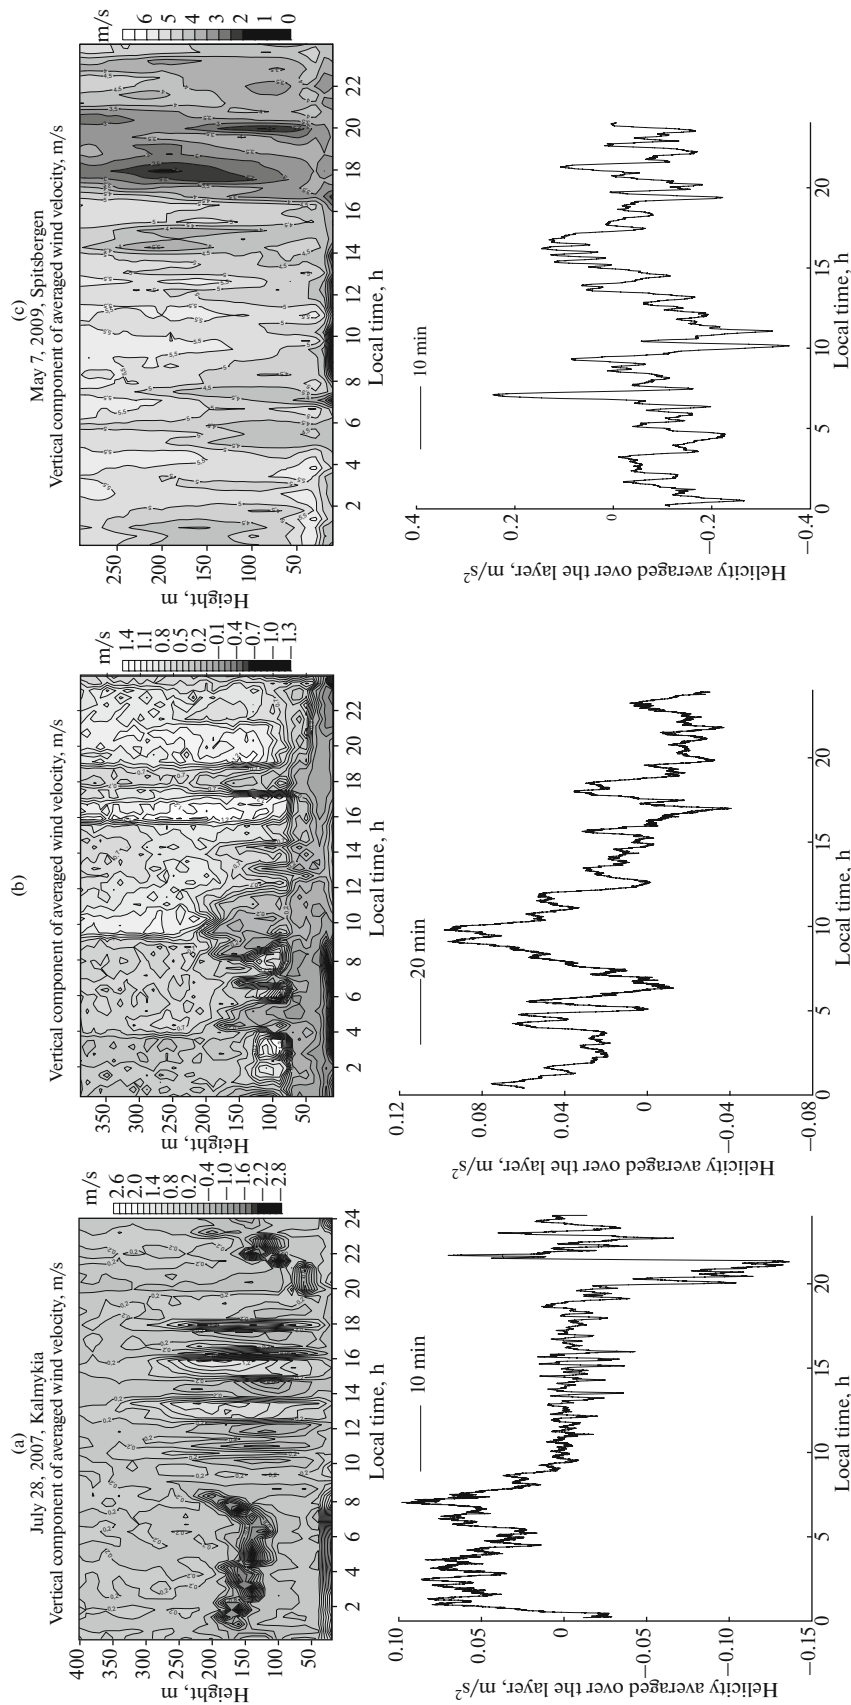 (a)
July 28, 2007, Kalmykia
Vertical component of averaged wind velocity, m/s
m/s
2.6
2.0
1.4
0.8
0.2
−0.4
−1.0
−1.6
−2.2
−2.8
Height, m
400
350
300
250
200
150
100
50
2 4 6 8 10 12 14 16 18 20 22 24
Local time, h
Helicity averaged over the layer, m/s²
0.10
0.05
0
−0.05
−0.10
−0.15
10 min
0 5 10 15 20
Local time, h
(b)
Vertical component of averaged wind velocity, m/s
m/s
1.4
1.1
0.8
0.5
0.2
−0.1
−0.4
−0.7
−1.0
−1.3
Height, m
350
300
250
200
150
100
50
2 4 6 8 10 12 14 16 18 20 22
Local time, h
Helicity averaged over the layer, m/s²
0.12
0.08
0.04
0
−0.04
−0.08
20 min
0 5 10 15 20
Local time, h
(c)
May 7, 2009, Spitsbergen
Vertical component of averaged wind velocity, m/s
m/s
6
5
4
3
2
1
0
Height, m
250
200
150
100
50
2 4 6 8 10 12 14 16 18 20 22
Local time, h
Helicity averaged over the layer, m/s²
0.4
0.2
0
−0.2
−0.4
10 min
0 5 10 15 20
Local time, h